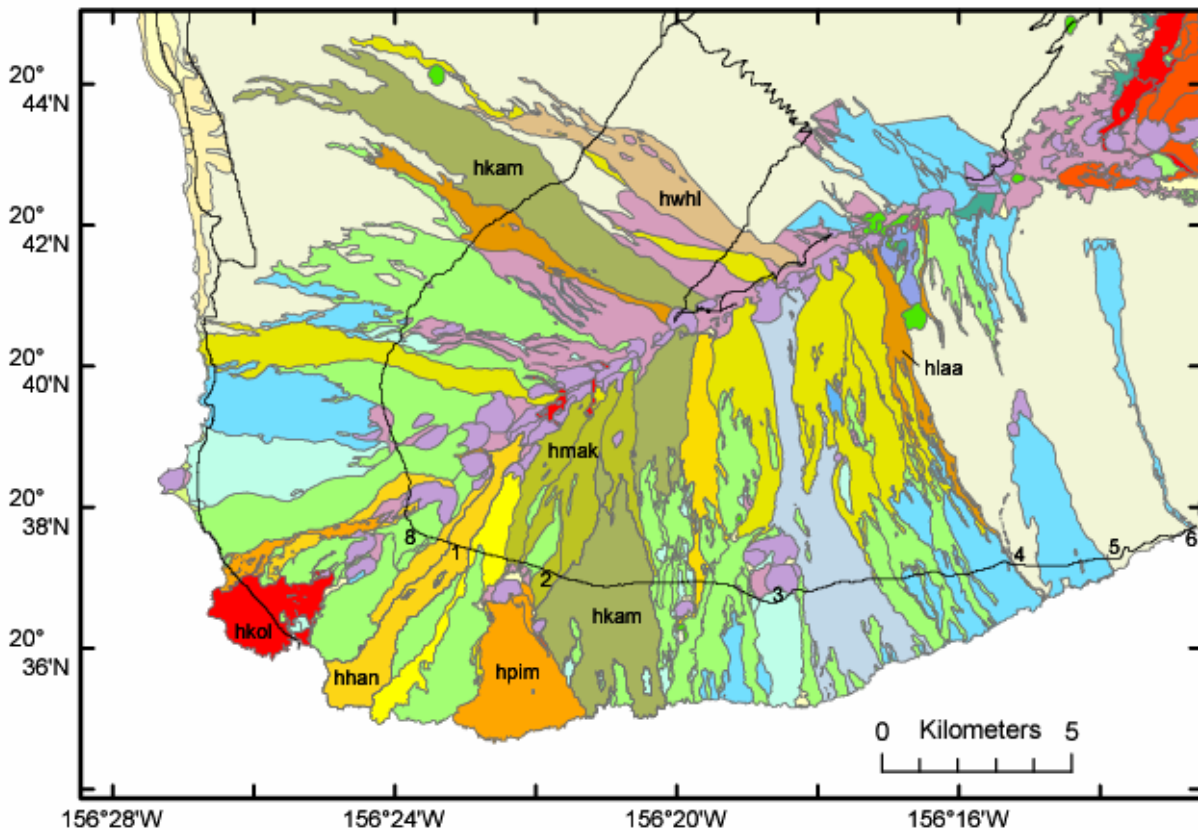 20°
44'N
20°
42'N
20°
40'N
20°
38'N
20°
36'N
hkam
hwhl
hlaa
hmak
8
1
2
3
4
5
6
hkam
hkol
hhan
hpim
0 Kilometers 5
156°28'W
156°24'W
156°20'W
156°16'W